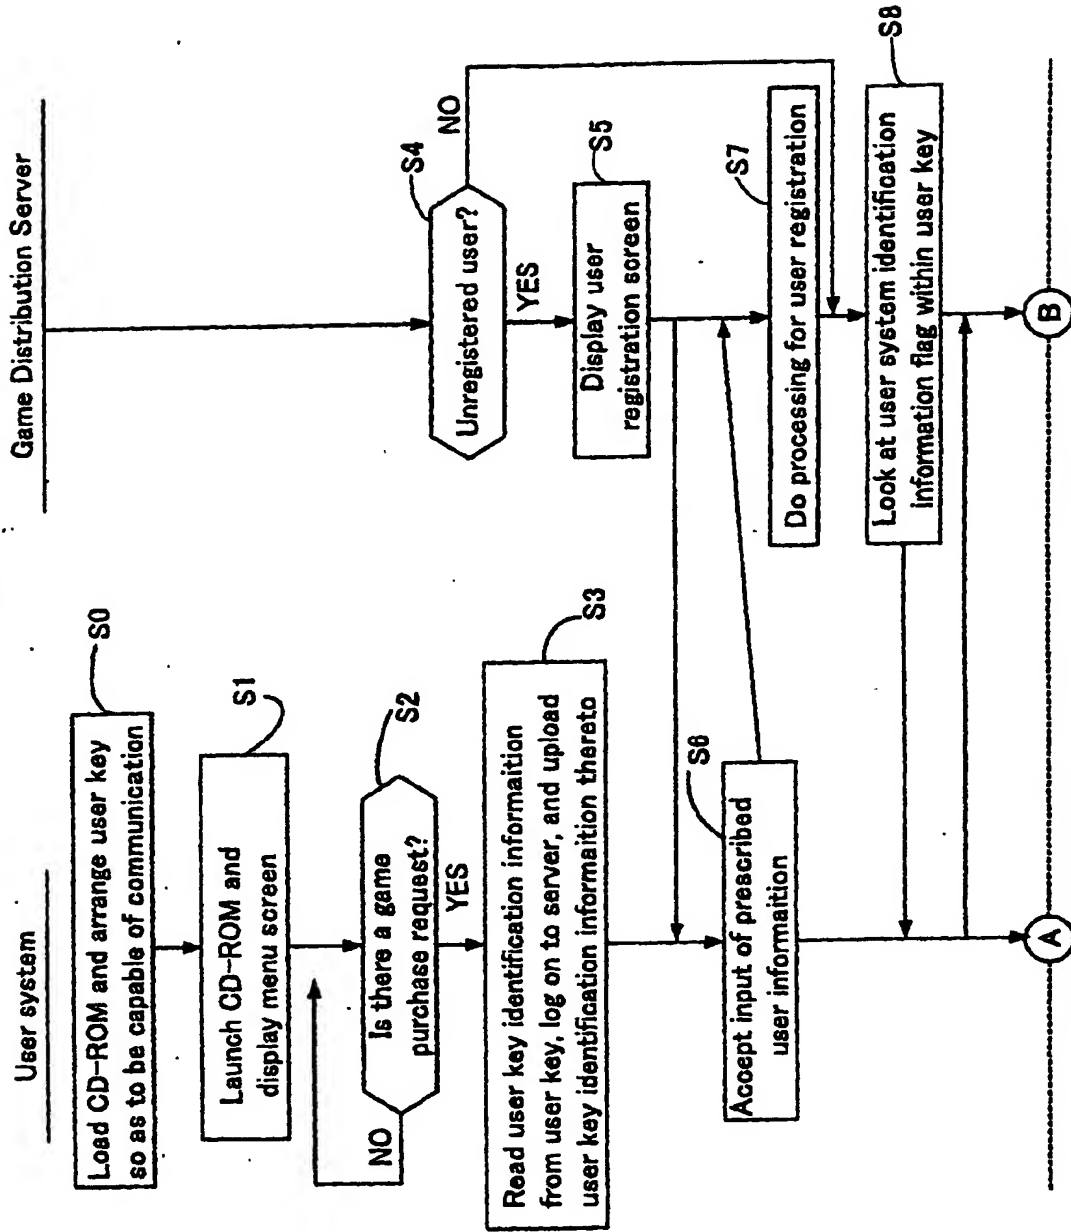 User system
Load CD-ROM and arrange user key
so as to be capable of communication
S0
Launch CD-ROM and
display menu screen
S1
Is there a game
purchase request?
S2
NO
YES
Read user key identification informaition
from user key, log on to server, and upload
user key identification informaition thereto
S3
Accept input of prescribed
user informaition
S6
A
Game Distribution Server
Unregistered user?
S4
NO
YES
Display user
registration screen
S5
Do processing for user registration
S7
Look at user system identification
information flag within user key
S8
B